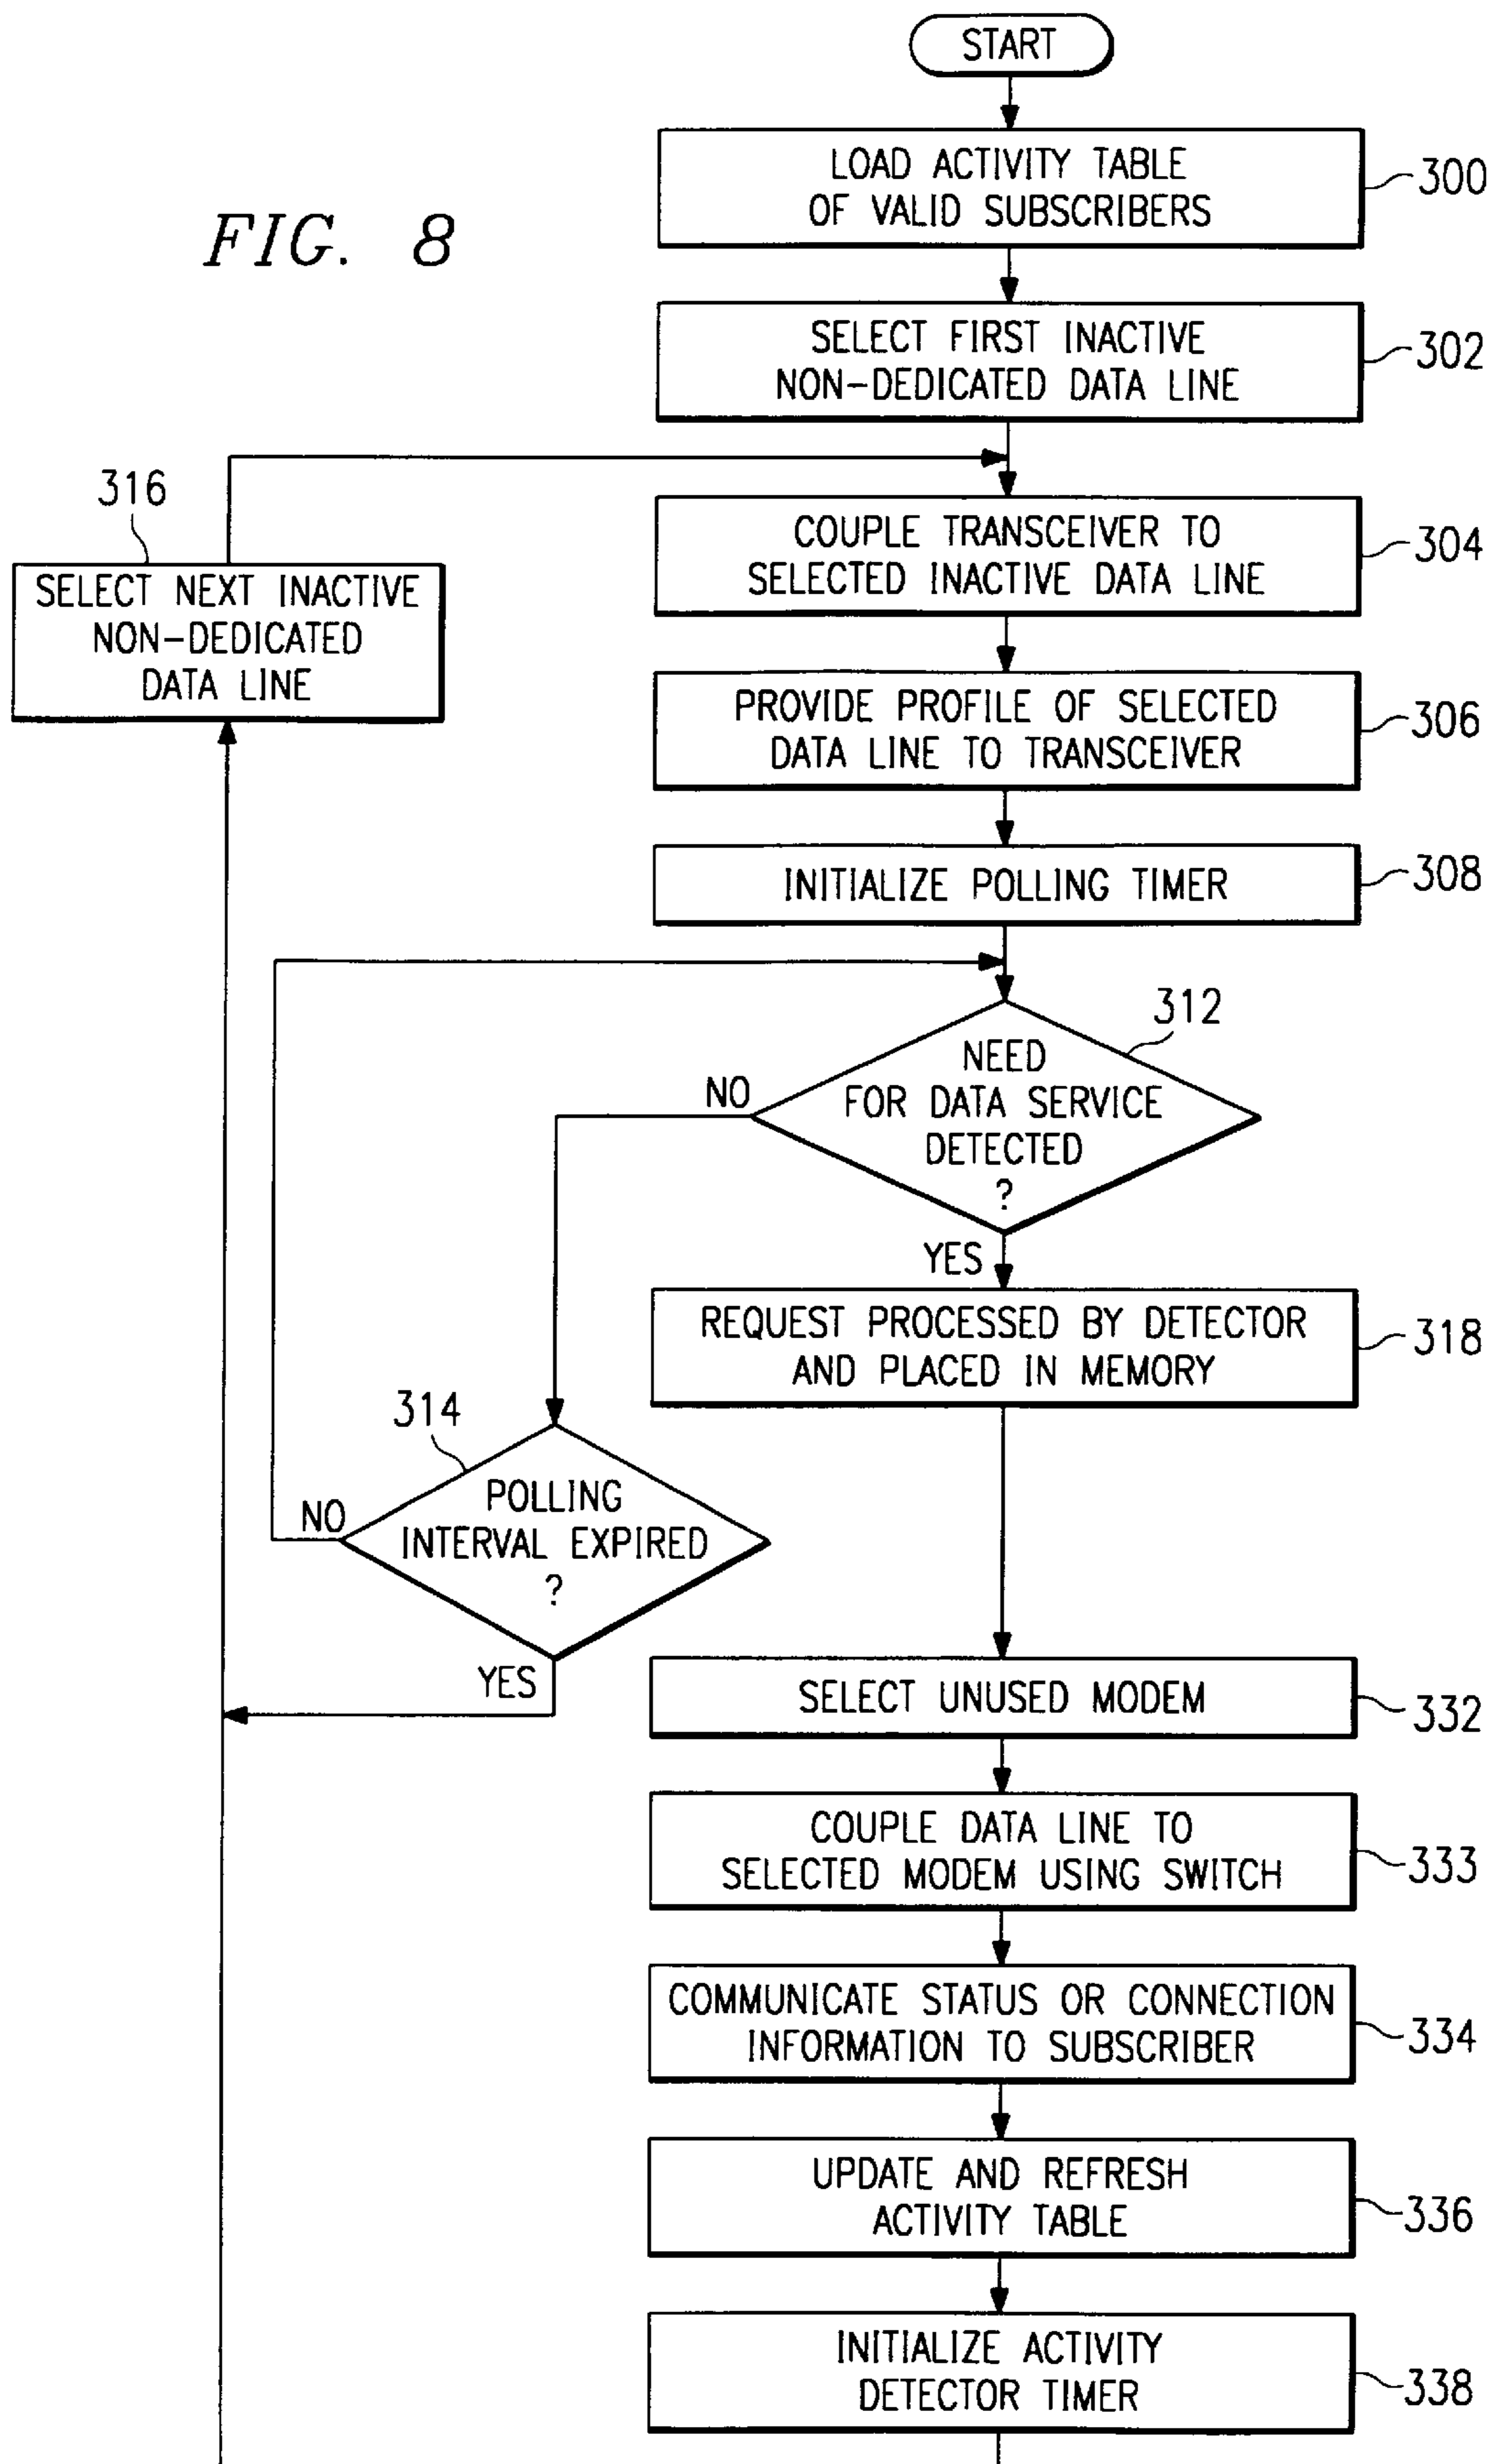 START
LOAD ACTIVITY TABLE
OF VALID SUBSCRIBERS
300
FIG. 8
SELECT FIRST INACTIVE
NON-DEDICATED DATA LINE
302
316
SELECT NEXT INACTIVE
NON-DEDICATED
DATA LINE
COUPLE TRANSCEIVER TO
SELECTED INACTIVE DATA LINE
304
PROVIDE PROFILE OF SELECTED
DATA LINE TO TRANSCEIVER
306
INITIALIZE POLLING TIMER
308
312
NEED
FOR DATA SERVICE
DETECTED
?
NO
YES
REQUEST PROCESSED BY DETECTOR
AND PLACED IN MEMORY
318
314
POLLING
INTERVAL EXPIRED
?
NO
YES
SELECT UNUSED MODEM
332
COUPLE DATA LINE TO
SELECTED MODEM USING SWITCH
333
COMMUNICATE STATUS OR CONNECTION
INFORMATION TO SUBSCRIBER
334
UPDATE AND REFRESH
ACTIVITY TABLE
336
INITIALIZE ACTIVITY
DETECTOR TIMER
338